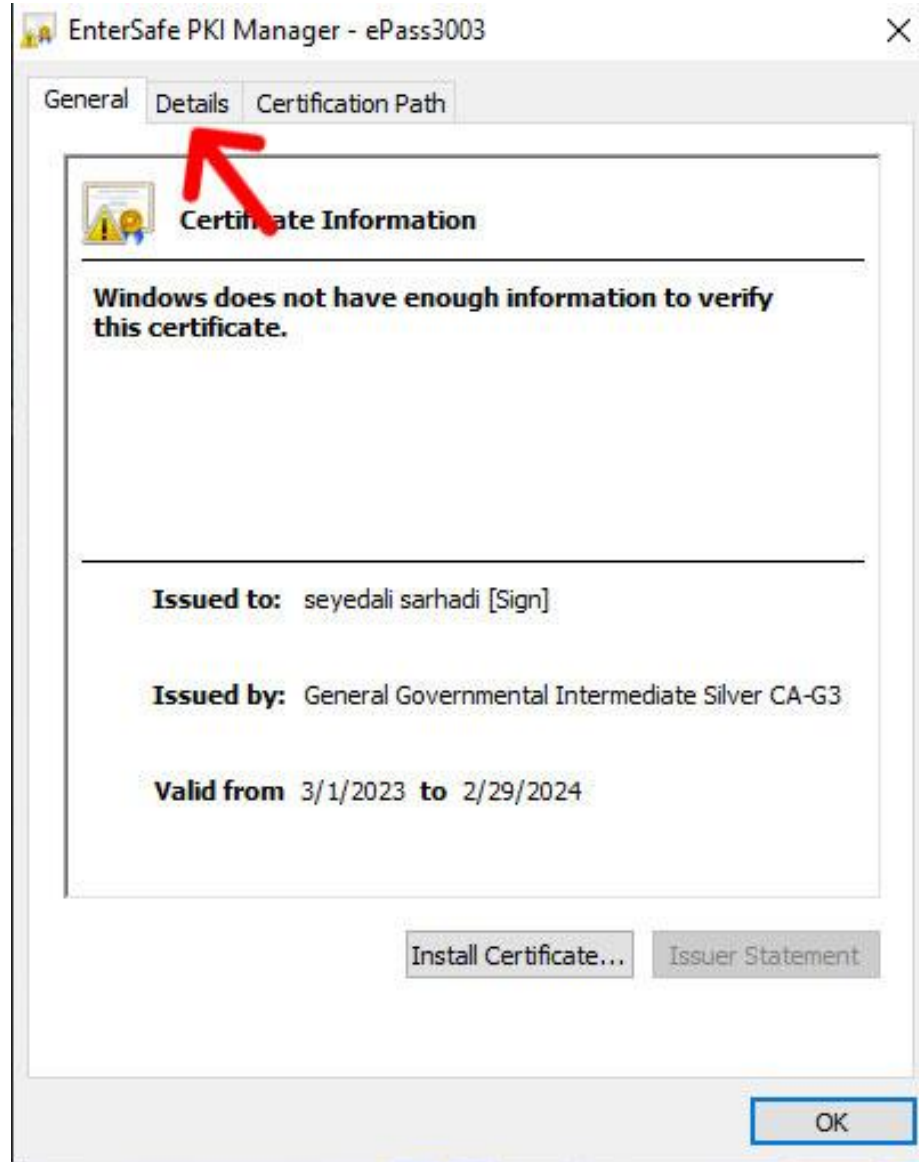 EnterSafe PKI Manager - ePass3003
General Details Certification Path
Certificate Information
Windows does not have enough information to verify
this certificate.
Issued to: seyedali sarhadi [Sign]
Issued by: General Governmental Intermediate Silver CA-G3
Valid from 3/1/2023 to 2/29/2024
Install Certificate... Issuer Statement
OK